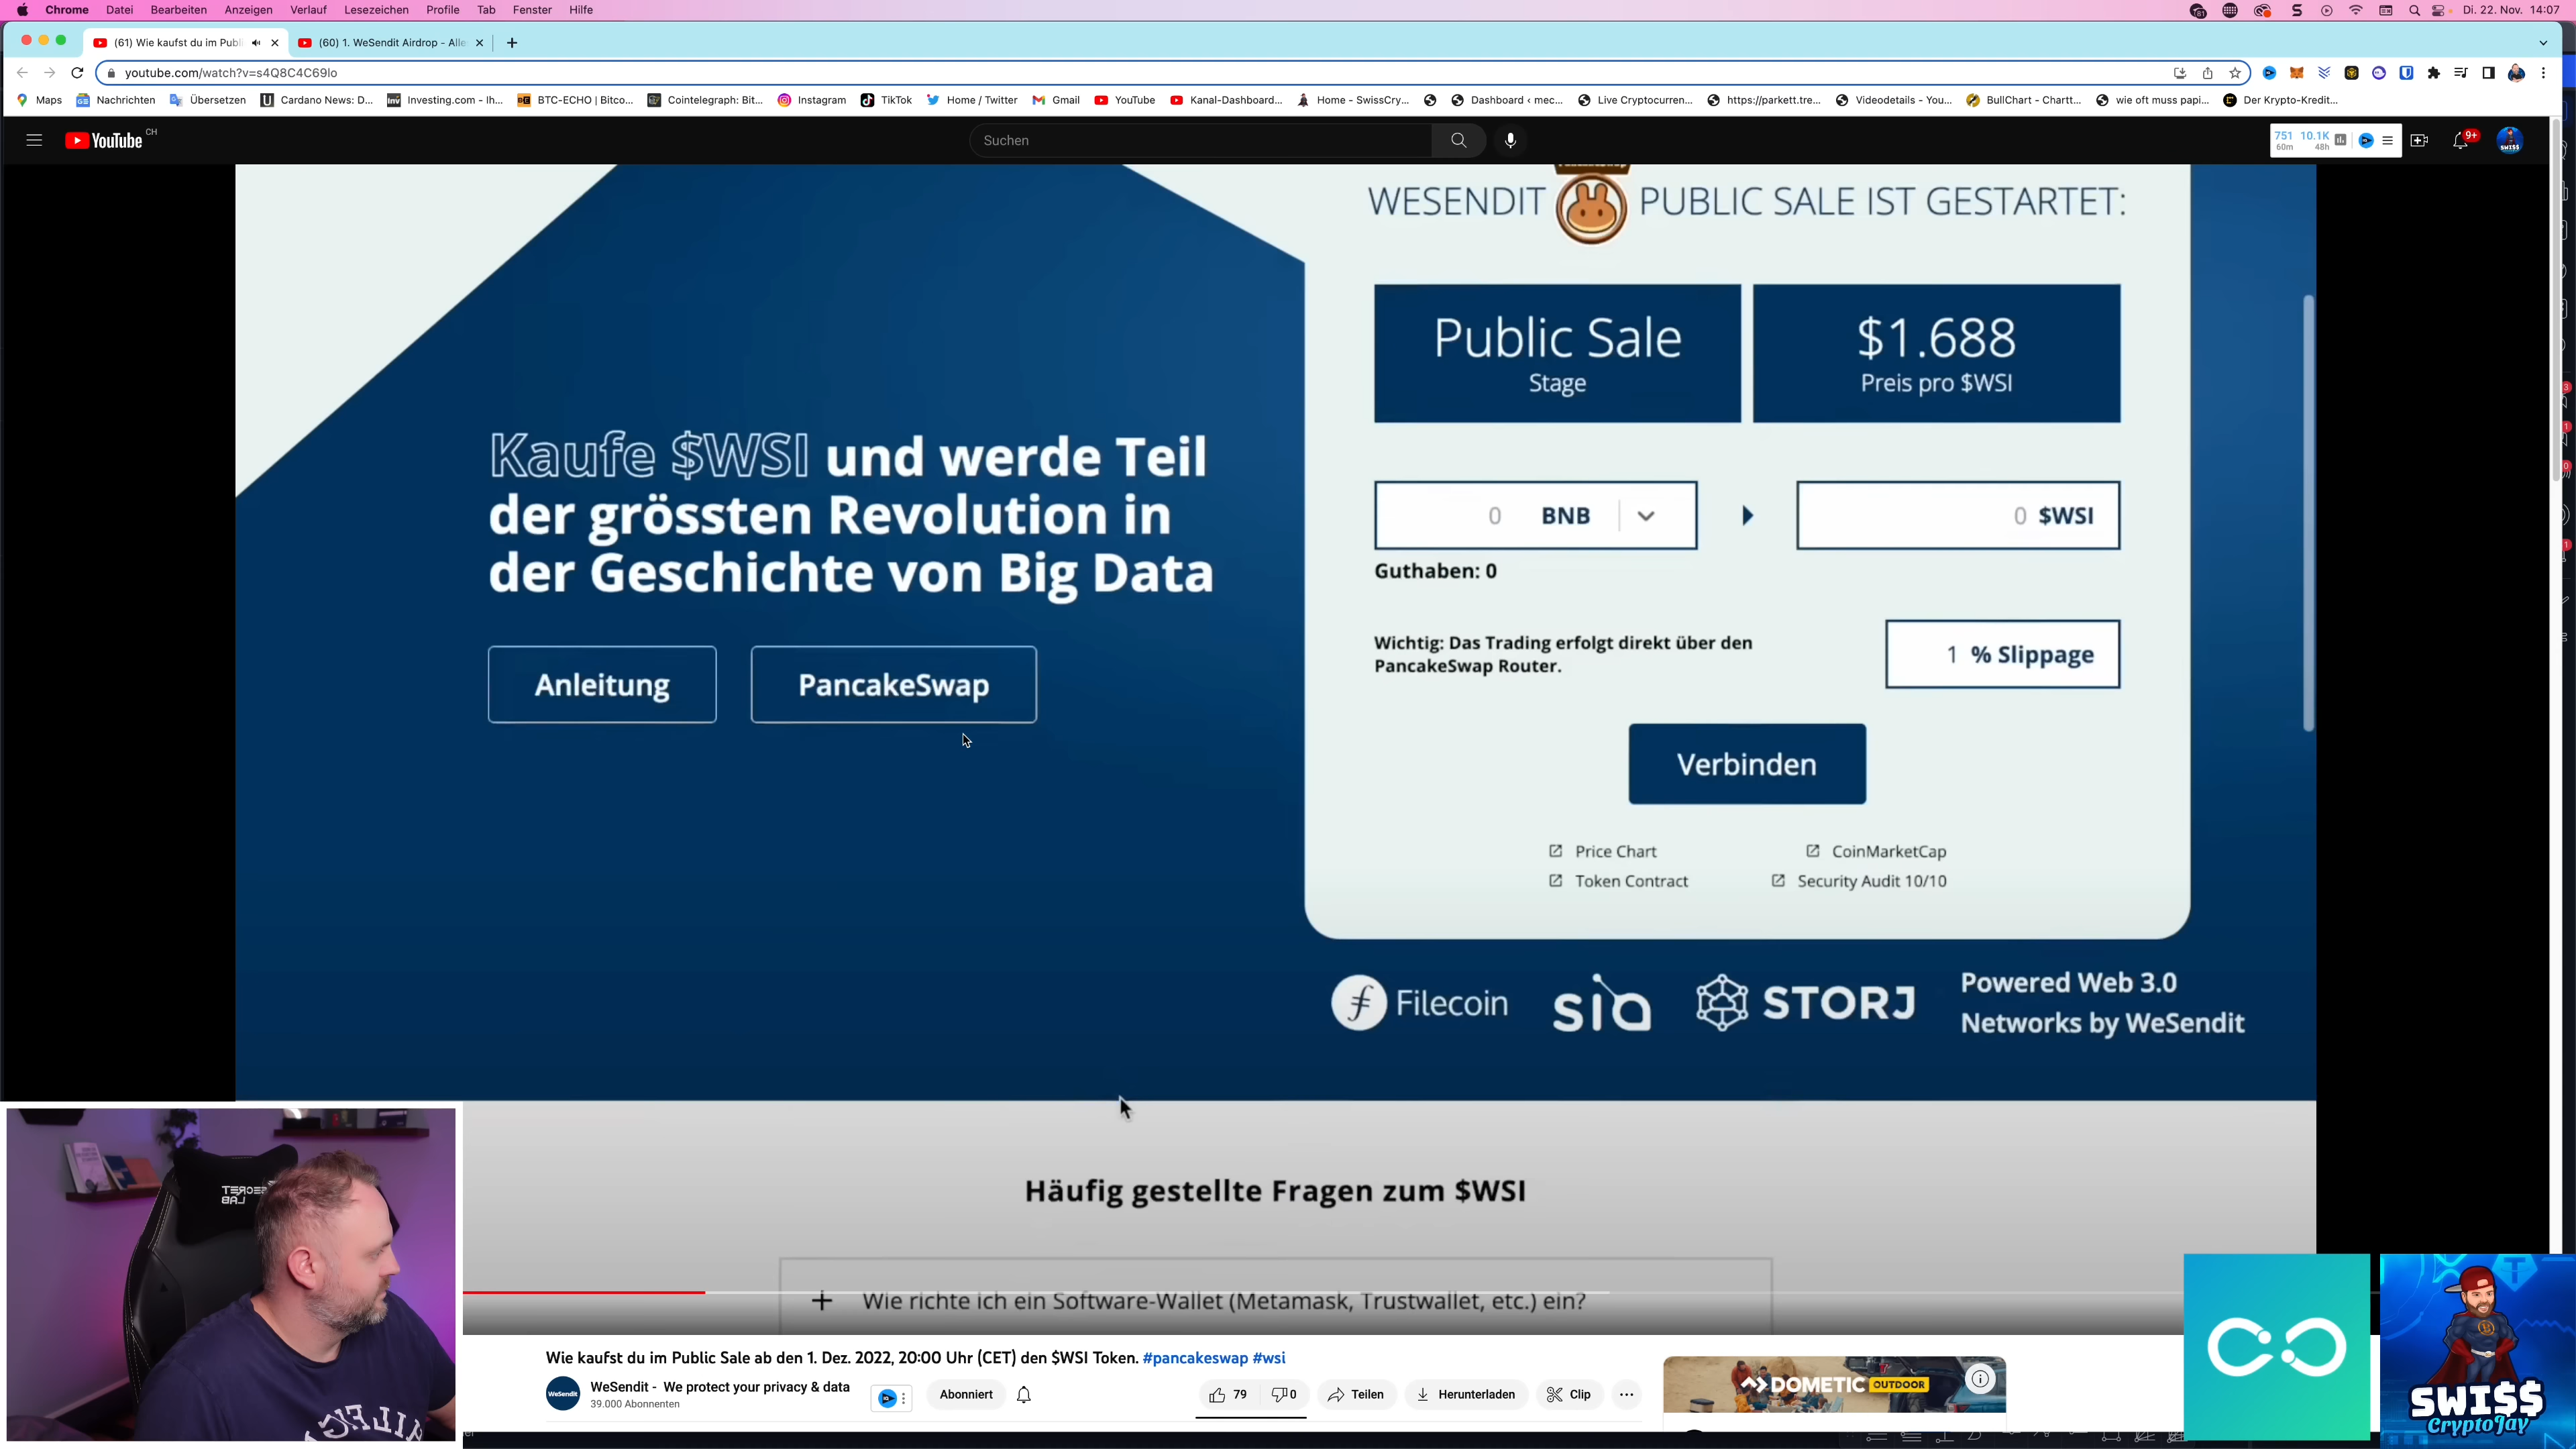 Chrome Datei Bearbeiten Anzeigen Verlauf Lesezeichen Profile Tab Fenster Hilfe
Di. 22. Nov. 14:07
(61) Wie kaufst du im Publ
(60) 1. WeSendit Airdrop - Alle
youtube.com/watch?v=s4Q8C4C69Io
Maps Nachrichten Übersetzen Cardano News: D... Investing.com - Ih... BTC-ECHO | Bitco... Cointelegraph: Bit... Instagram TikTok Home / Twitter Gmail YouTube Kanal-Dashboard... Home - SwissCry... Dashboard ‹ mec... Live Cryptocurren... https://parkett.tre... Videodetails - You... BullChart - Chartt... wie oft muss papi... Der Krypto-Kredit...
YouTube CH
Suchen
751 10.1K
60m 48h
9+
WESENDIT PUBLIC SALE IST GESTARTET:
Public Sale
Stage
$1.688
Preis pro $WSI
Kaufe $WSI und werde Teil
der grössten Revolution in
der Geschichte von Big Data
0 BNB
0 $WSI
Guthaben: 0
Anleitung
PancakeSwap
Wichtig: Das Trading erfolgt direkt über den
PancakeSwap Router.
1 % Slippage
Verbinden
Price Chart
CoinMarketCap
Token Contract
Security Audit 10/10
Filecoin
sia
STORJ
Powered Web 3.0
Networks by WeSendit
Häufig gestellte Fragen zum $WSI
+ Wie richte ich ein Software-Wallet (Metamask, Trustwallet, etc.) ein?
Wie kaufst du im Public Sale ab den 1. Dez. 2022, 20:00 Uhr (CET) den $WSI Token. #pancakeswap #wsi
WeSendit
WeSendit - We protect your privacy & data
39.000 Abonnenten
Abonniert
79
0
Teilen
Herunterladen
Clip
DOMETIC OUTDOOR
SWI$$
CryptoJay
SECRET
LAB